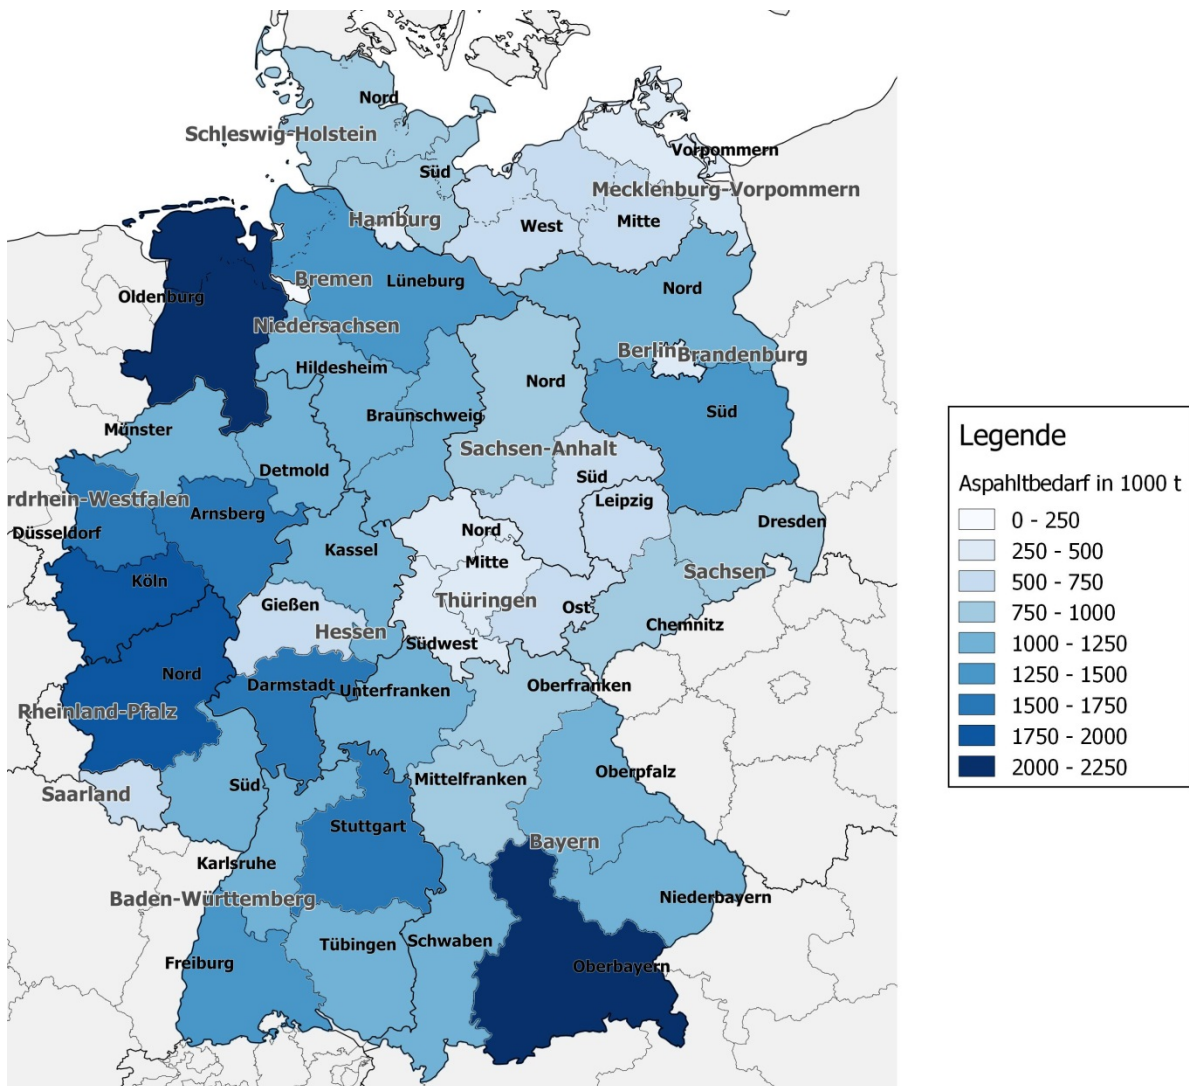 Nord
Schleswig-Holstein
Vorpommern
Süd
Mecklenburg-Vorpommern
Hamburg
West
Mitte
Bremen
Lüneburg
Nord
Oldenburg
Niedersachsen
Berlin
Brandenburg
Hildesheim
Nord
Süd
Braunschweig
Münster
Sachsen-Anhalt
Detmold
Süd
rdrhein-Westfalen
Leipzig
Arnsberg
Dresden
Düsseldorf
Nord
Kassel
Mitte
Köln
Sachsen
Gießen
Thüringen
Ost
Hessen
Chemnitz
Südwest
Nord
Darmstadt
Unterfranken
Oberfranken
Rheinland-Pfalz
Mittelfranken
Oberpfalz
Süd
Saarland
Stuttgart
Bayern
Karlsruhe
Baden-Württemberg
Niederbayern
Tübingen
Schwaben
Freiburg
Oberbayern
Legende
Aspahltbedarf in 1000 t
0 - 250
250 - 500
500 - 750
750 - 1000
1000 - 1250
1250 - 1500
1500 - 1750
1750 - 2000
2000 - 2250